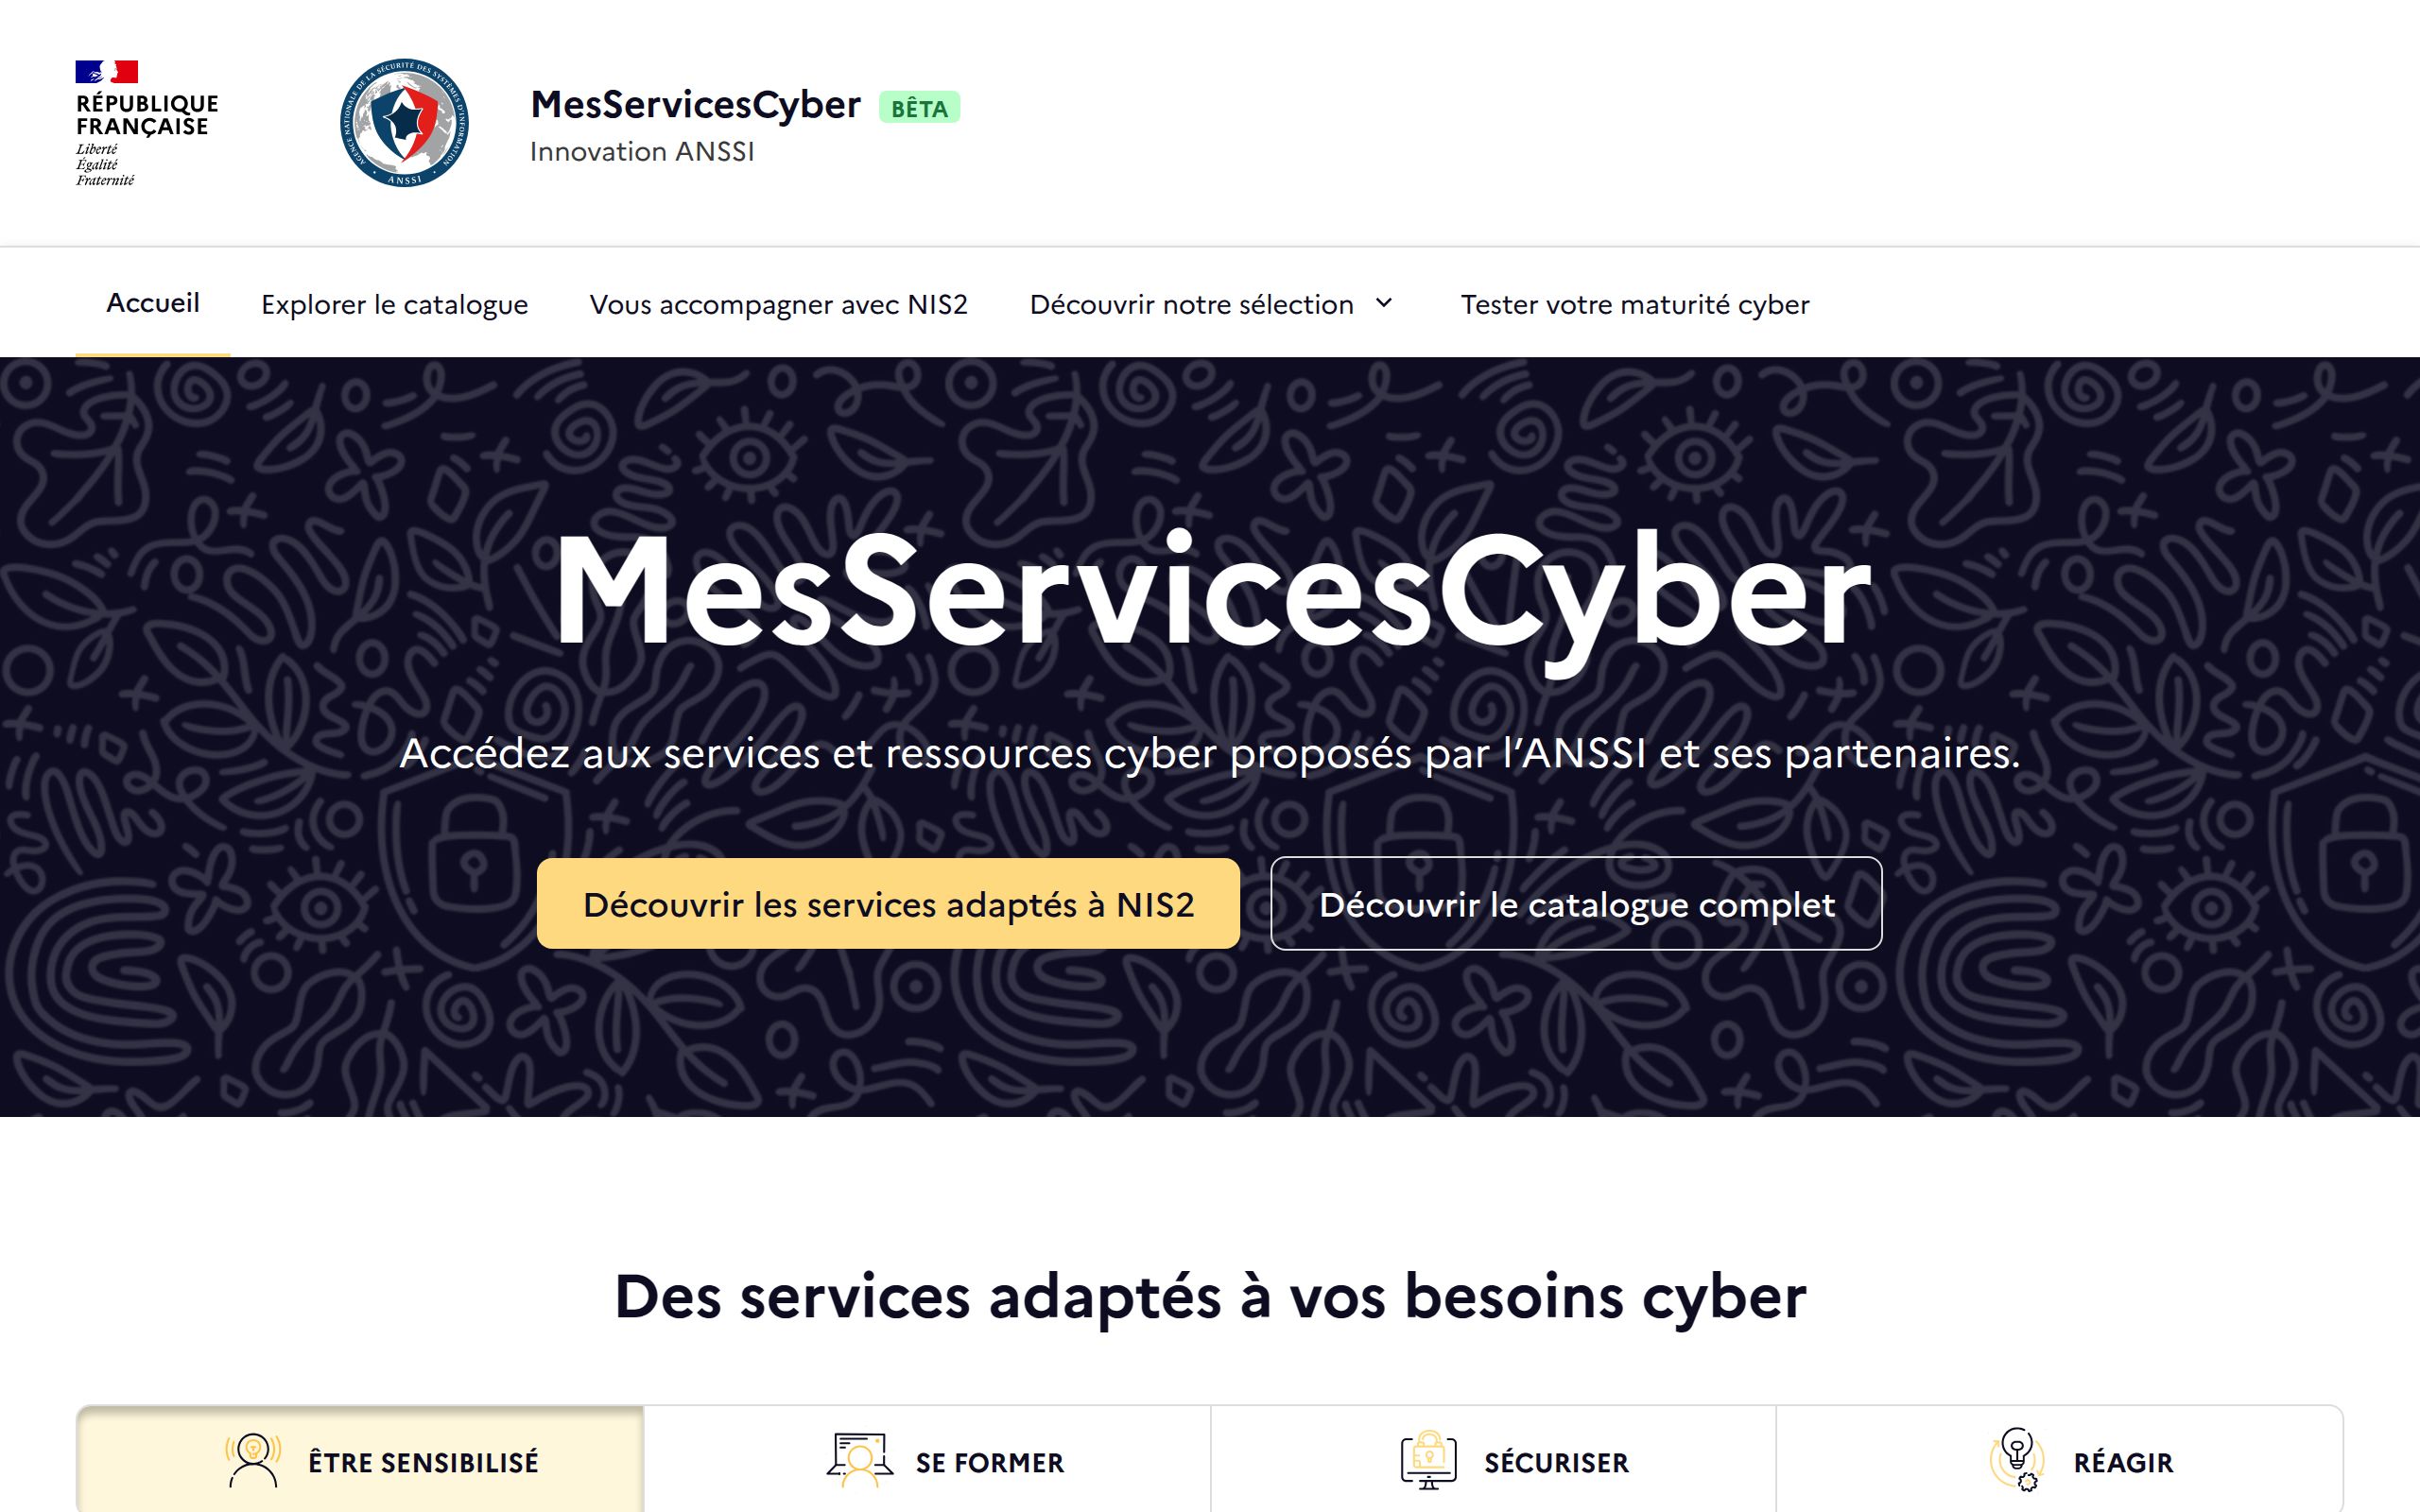 RÉPUBLIQUE
FRANÇAISE
Liberté
Égalité
Fraternité
AGENCE NATIONALE DE LA SÉCURITÉ DES SYSTÈMES D'INFORMATION
ANSSI
MesServicesCyber BÊTA
Innovation ANSSI
Accueil Explorer le catalogue Vous accompagner avec NIS2 Découvrir notre sélection Tester votre maturité cyber
MesServicesCyber
Accédez aux services et ressources cyber proposés par l’ANSSI et ses partenaires.
Découvrir les services adaptés à NIS2 Découvrir le catalogue complet
Des services adaptés à vos besoins cyber
ÊTRE SENSIBILISÉ SE FORMER SÉCURISER RÉAGIR